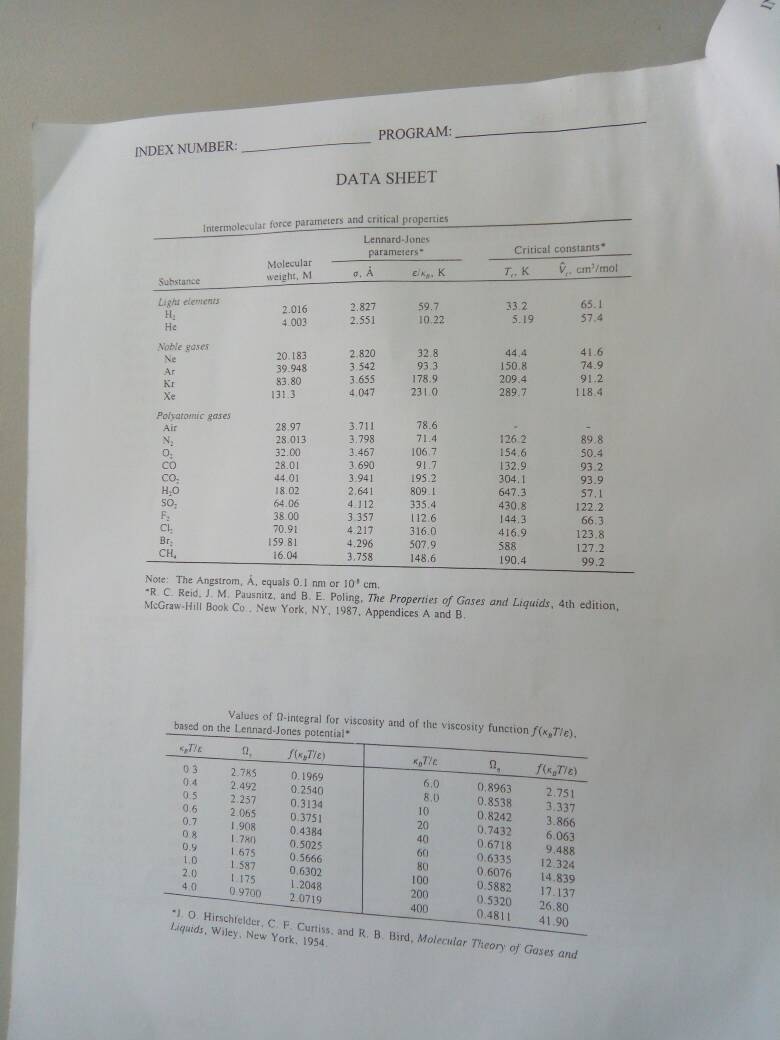 INDEX NUMBER: ____________ PROGRAM: ____________
DATA SHEET
Intermolecular force parameters and critical properties
Lennard-Jones
parameters* Critical constants*
Molecular
Substance weight, M σ, Å ε/κB, K Tc, K V̂c, cm³/mol
Light elements
H₂ 2.016 2.827 59.7 33.2 65.1
He 4.003 2.551 10.22 5.19 57.4
Noble gases
Ne 20.183 2.820 32.8 44.4 41.6
Ar 39.948 3.542 93.3 150.8 74.9
Kr 83.80 3.655 178.9 209.4 91.2
Xe 131.3 4.047 231.0 289.7 118.4
Polyatomic gases
Air 28.97 3.711 78.6 - -
N₂ 28.013 3.798 71.4 126.2 89.8
O₂ 32.00 3.467 106.7 154.6 50.4
CO 28.01 3.690 91.7 132.9 93.2
CO₂ 44.01 3.941 195.2 304.1 93.9
H₂O 18.02 2.641 809.1 647.3 57.1
SO₂ 64.06 4.112 335.4 430.8 122.2
F₂ 38.00 3.357 112.6 144.3 66.3
Cl₂ 70.91 4.217 316.0 416.9 123.8
Br₂ 159.81 4.296 507.9 588 127.2
CH₄ 16.04 3.758 148.6 190.4 99.2
Note: The Angstrom, Å, equals 0.1 nm or 10⁻⁸ cm.
*R. C. Reid, J. M. Pausnitz, and B. E. Poling, The Properties of Gases and Liquids, 4th edition,
McGraw-Hill Book Co., New York, NY, 1987, Appendices A and B.
Values of Ω-integral for viscosity and of the viscosity function f(κBT/ε),
based on the Lennard-Jones potential*
κBT/ε Ωη f(κBT/ε) κBT/ε Ωη f(κBT/ε)
0.3 2.785 0.1969 6.0 0.8963 2.751
0.4 2.492 0.2540 8.0 0.8538 3.337
0.5 2.257 0.3134 10 0.8242 3.866
0.6 2.065 0.3751 20 0.7432 6.063
0.7 1.908 0.4384 40 0.6718 9.488
0.8 1.780 0.5025 60 0.6335 12.324
0.9 1.675 0.5666 80 0.6076 14.839
1.0 1.587 0.6302 100 0.5882 17.137
2.0 1.175 1.2048 200 0.5320 26.80
4.0 0.9700 2.0719 400 0.4811 41.90
*J. O. Hirschfelder, C. F. Curtiss, and R. B. Bird, Molecular Theory of Gases and
Liquids, Wiley, New York, 1954.